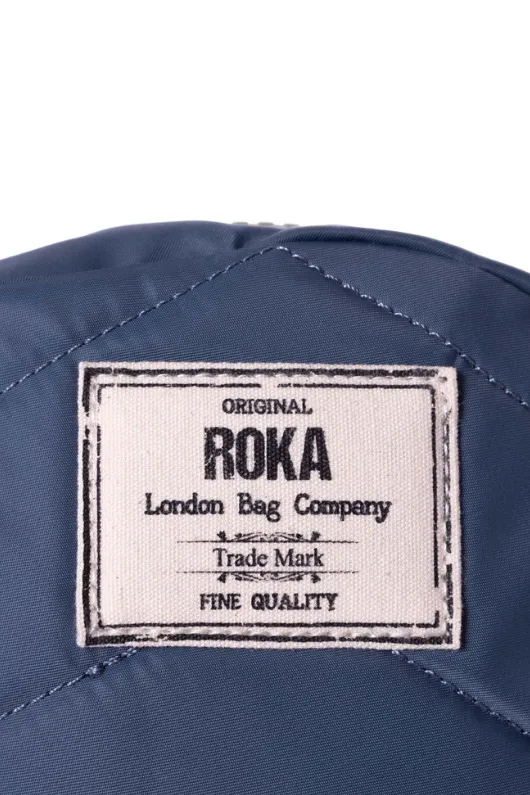 ORIGINAL
ROKA
London Bag Company
Trade Mark
FINE QUALITY